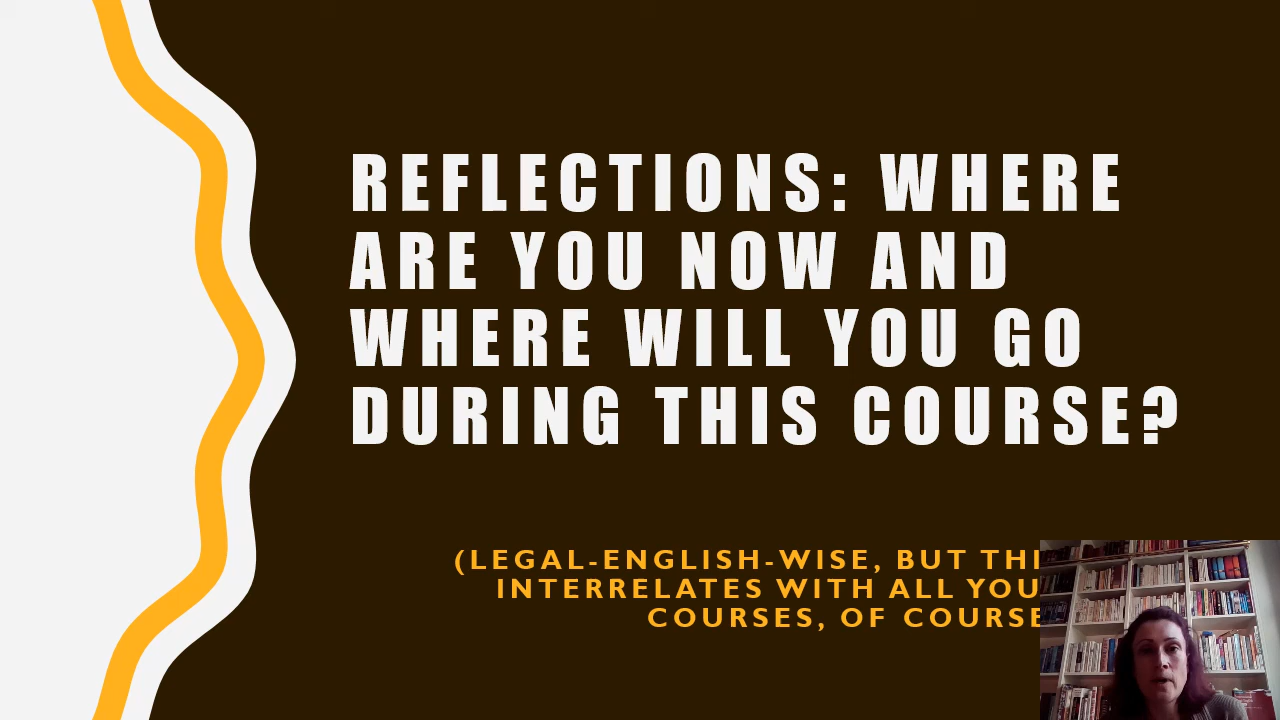 REFLECTIONS: WHERE
ARE YOU NOW AND
WHERE WILL YOU GO
DURING THIS COURSE?
(LEGAL-ENGLISH-WISE, BUT
INTERRELATES WITH ALL
COURSES, OF COURSE